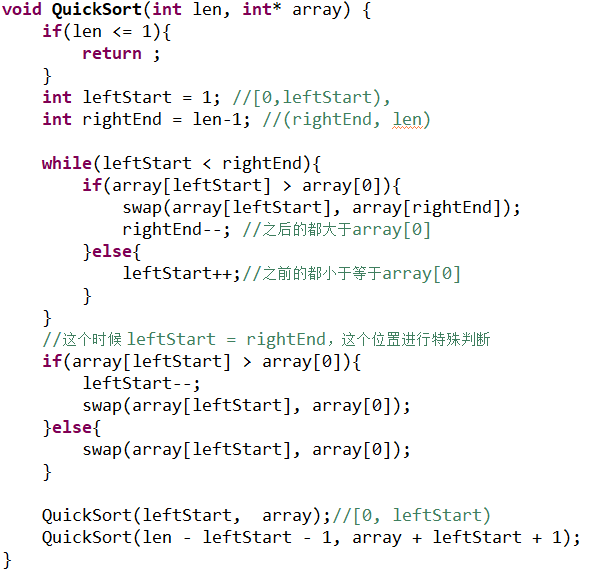 void QuickSort(int len, int* array) {
    if(len <= 1){
        return ;
    }
    int leftStart = 1; //[0,leftStart),
    int rightEnd = len-1; //(rightEnd, len)

    while(leftStart < rightEnd){
        if(array[leftStart] > array[0]){
            swap(array[leftStart], array[rightEnd]);
            rightEnd--; //之后的都大于array[0]
        }else{
            leftStart++;//之前的都小于等于array[0]
        }
    }
    //这个时候 leftStart = rightEnd，这个位置进行特殊判断
    if(array[leftStart] > array[0]){
        leftStart--;
        swap(array[leftStart], array[0]);
    }else{
        swap(array[leftStart], array[0]);
    }

    QuickSort(leftStart,  array);//[0, leftStart)
    QuickSort(len - leftStart - 1, array + leftStart + 1);
}